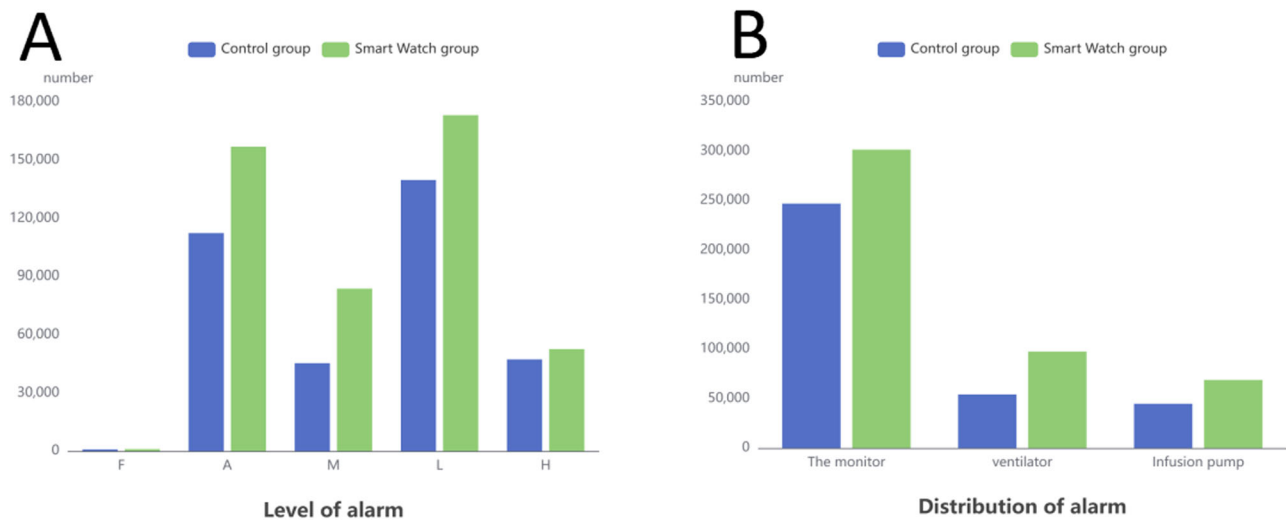 A
Control group
Smart Watch group
number
180,000
150,000
120,000
90,000
60,000
30,000
0
F
A
M
L
H
Level of alarm
B
Control group
Smart Watch group
number
350,000
300,000
250,000
200,000
150,000
100,000
50,000
0
The monitor
ventilator
Infusion pump
Distribution of alarm